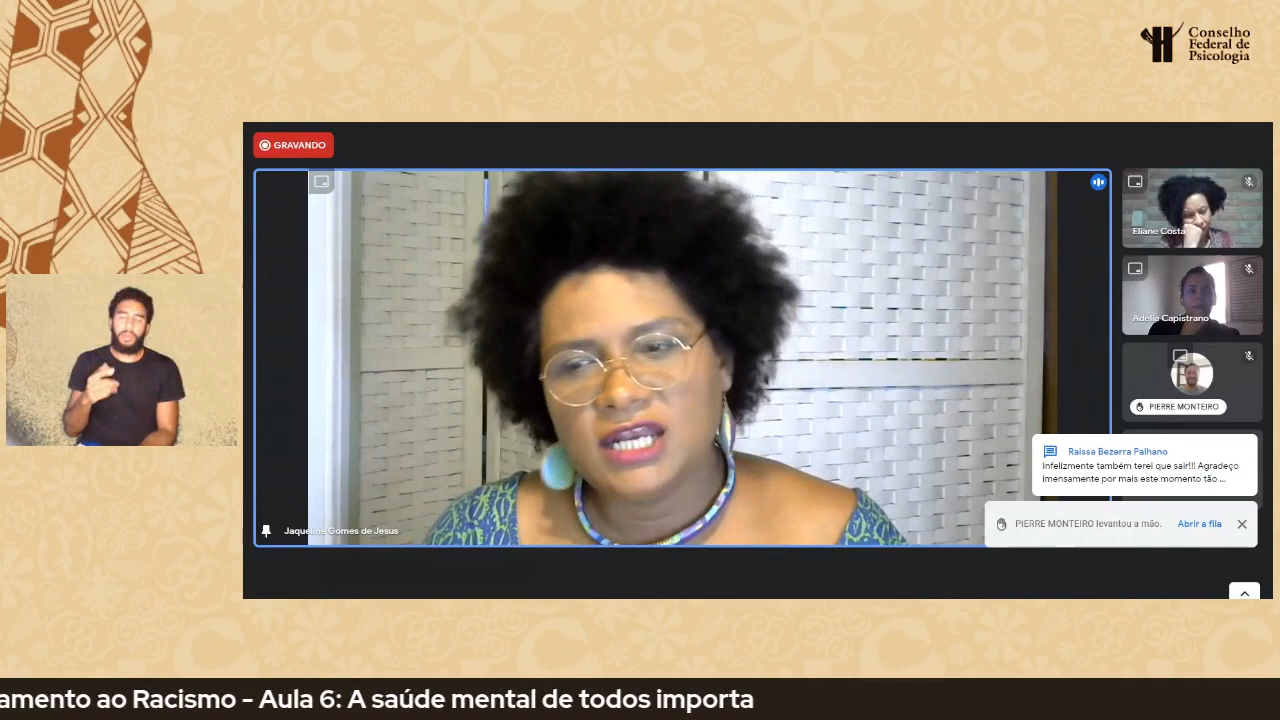 Conselho
Federal de
Psicologia
GRAVANDO
Eliane Costa
Adélia Capistrano
PIERRE MONTEIRO
Raissa Bezerra Palhano
Infelizmente também terei que sair!!! Agradeço
imensamente por mais este momento tão ...
PIERRE MONTEIRO levantou a mão. Abrir a fila
Jaqueline Gomes de Jesus
amento ao Racismo - Aula 6: A saúde mental de todos importa